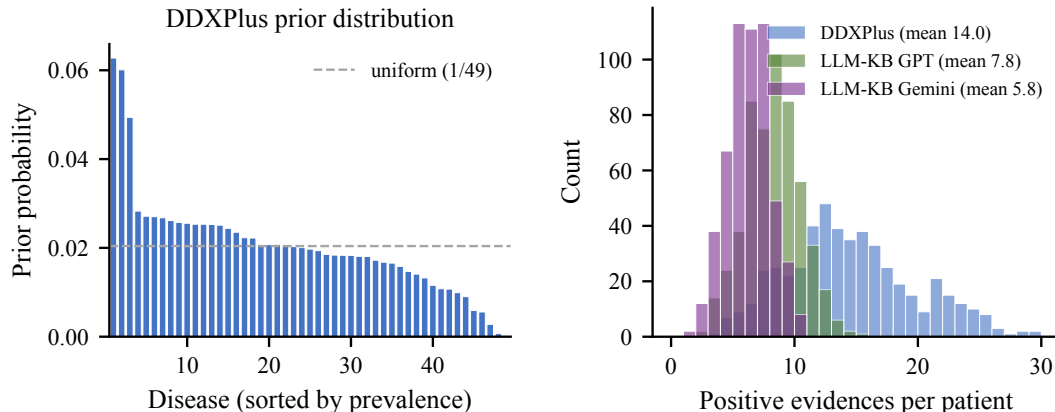 DDXPlus prior distribution
uniform (1/49)
Prior probability
0.06
0.04
0.02
0.00
10
20
30
40
Disease (sorted by prevalence)
DDXPlus (mean 14.0)
LLM-KB GPT (mean 7.8)
LLM-KB Gemini (mean 5.8)
Count
100
80
60
40
20
0
0
10
20
30
Positive evidences per patient